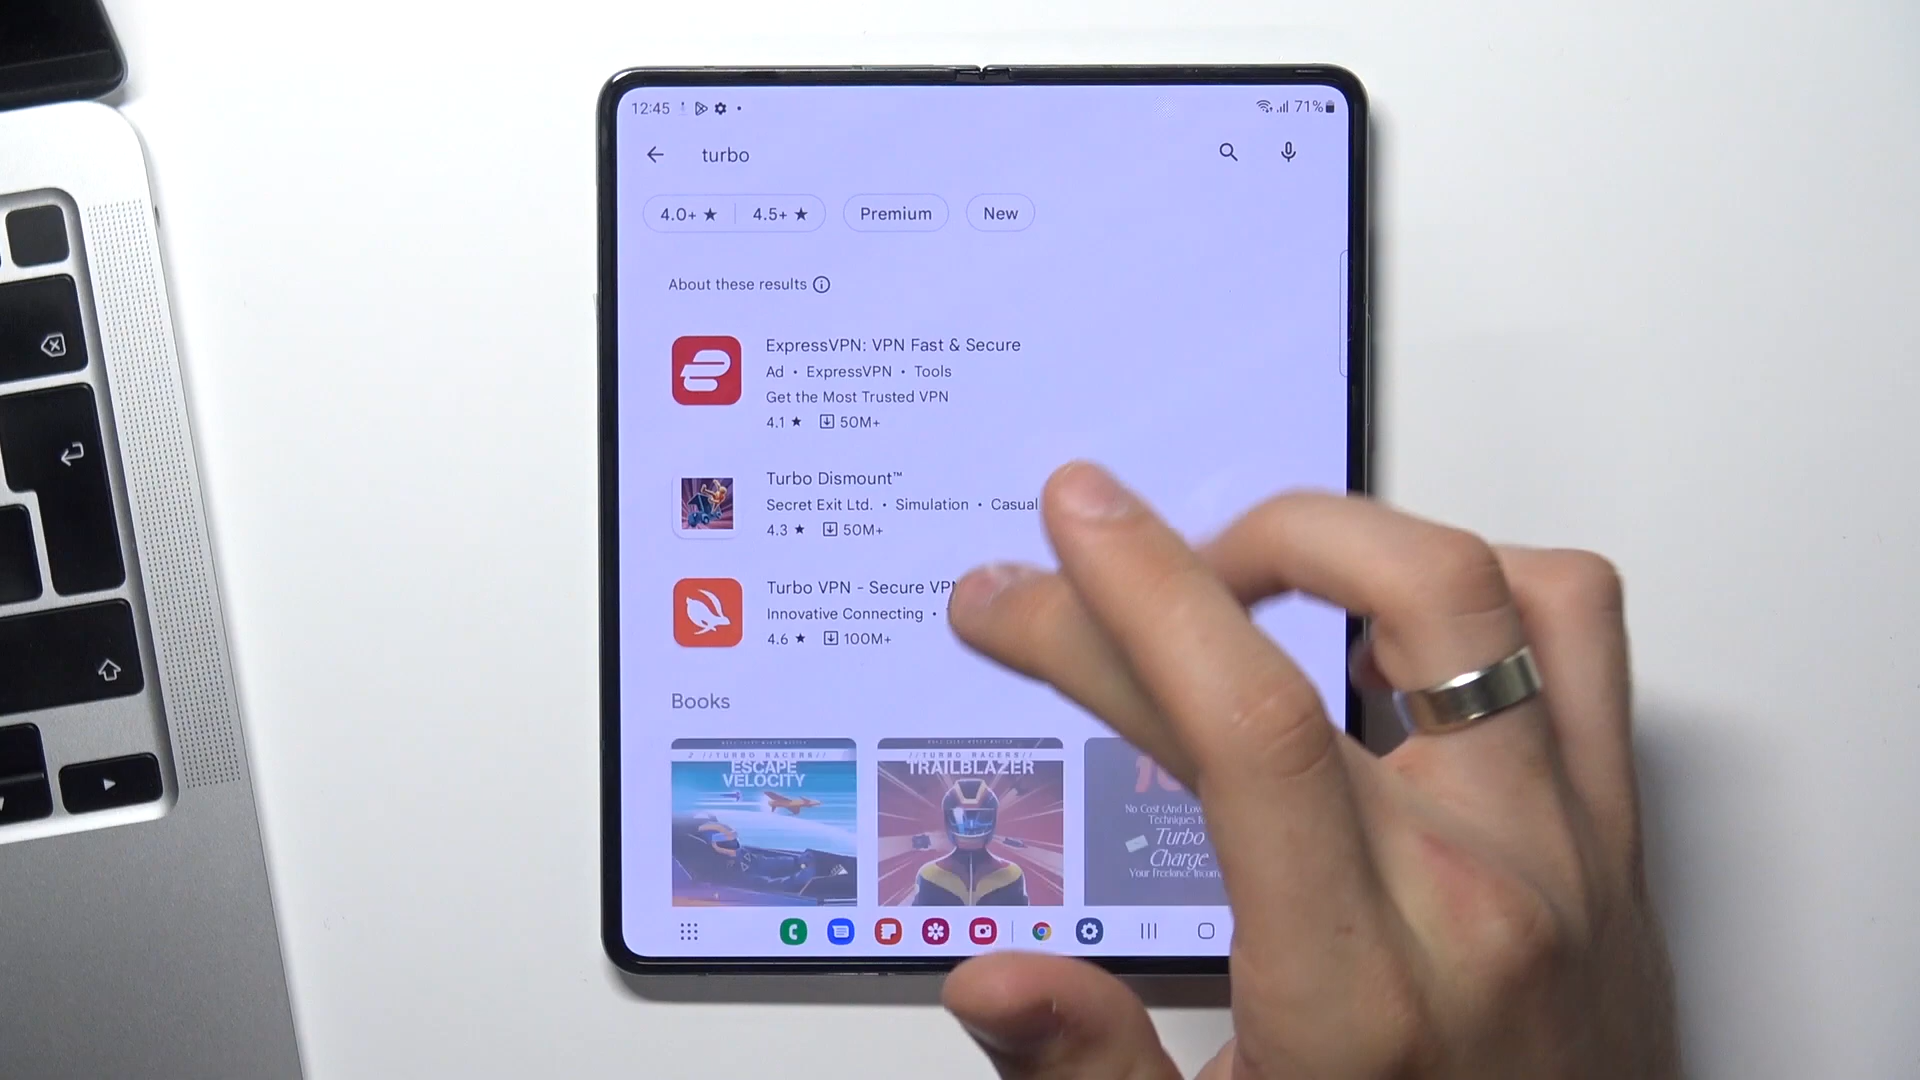 12:45
71%
turbo
4.0+ ★ 4.5+ ★ Premium New
About these results
ExpressVPN: VPN Fast & Secure
Ad • ExpressVPN • Tools
Get the Most Trusted VPN
4.1 ★ 50M+
Turbo Dismount™
Secret Exit Ltd. • Simulation • Casual
4.3 ★ 50M+
Turbo VPN - Secure VPN
Innovative Connecting •
4.6 ★ 100M+
Books
//TURBO RACERS//
ESCAPE
VELOCITY
//TURBO RACERS//
TRAILBLAZER
No Cost (And Low
Techniques to
Turbo
Charge
Your Freelance Income